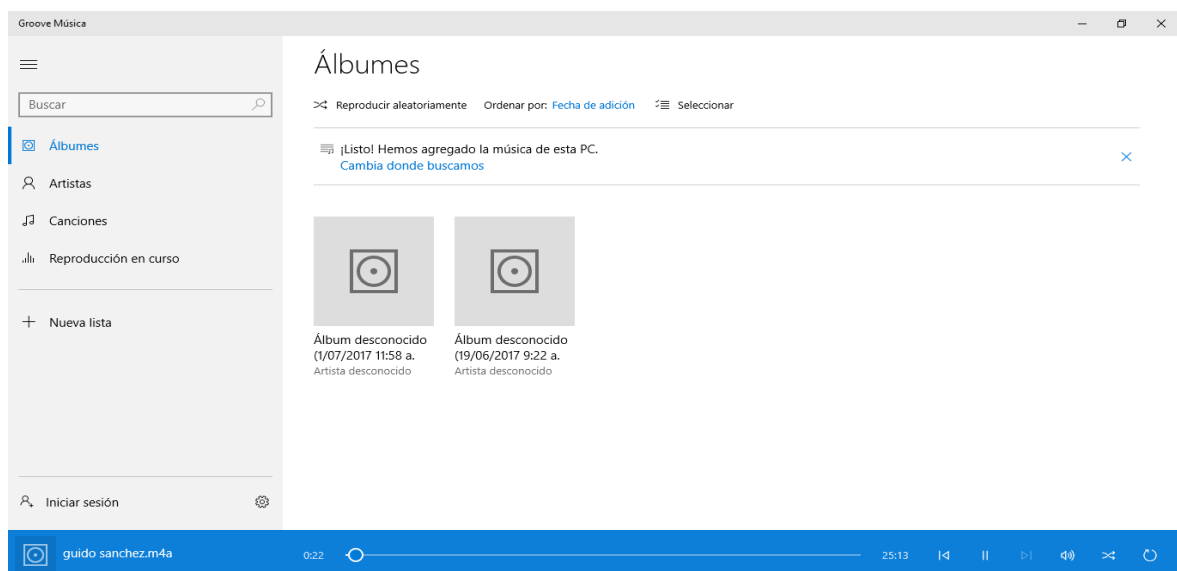 Groove Música
Álbumes
Buscar
Reproducir aleatoriamente Ordenar por: Fecha de adición Seleccionar
Álbumes
¡Listo! Hemos agregado la música de esta PC.
Cambia donde buscamos
Artistas
Canciones
Reproducción en curso
Nueva lista
Álbum desconocido
(1/07/2017 11:58 a.
Artista desconocido
Álbum desconocido
(19/06/2017 9:22 a.
Artista desconocido
Iniciar sesión
guido sanchez.m4a 0:22 25:13